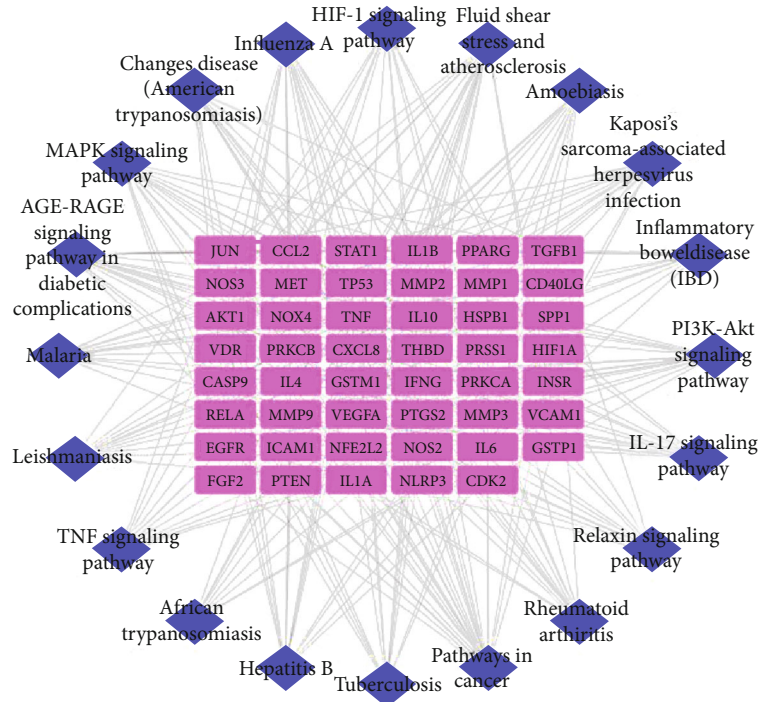 HIF-1 signaling
pathway
Fluid shear
stress and
atherosclerosis
Influenza A
Changes disease
(American
trypanosomiasis)
Amoebiasis
Kaposi's
sarcoma-associated
herpesvirus
infection
MAPK signaling
pathway
AGE-RAGE
signaling
pathway in
diabetic
complications
Inflammatory
boweldisease
(IBD)
JUN CCL2 STAT1 IL1B PPARG TGFB1
NOS3 MET TP53 MMP2 MMP1 CD40LG
AKT1 NOX4 TNF IL10 HSPB1 SPP1
VDR PRKCB CXCL8 THBD PRSS1 HIF1A
CASP9 IL4 GSTM1 IFNG PRKCA INSR
RELA MMP9 VEGFA PTGS2 MMP3 VCAM1
EGFR ICAM1 NFE2L2 NOS2 IL6 GSTP1
FGF2 PTEN IL1A NLRP3 CDK2
Malaria
PI3K-Akt
signaling
pathway
Leishmaniasis
IL-17 signaling
pathway
TNF signaling
pathway
Relaxin signaling
pathway
African
trypanosomiasis
Rheumatoid
arthiritis
Hepatitis B
Tuberculosis
Pathways in
cancer